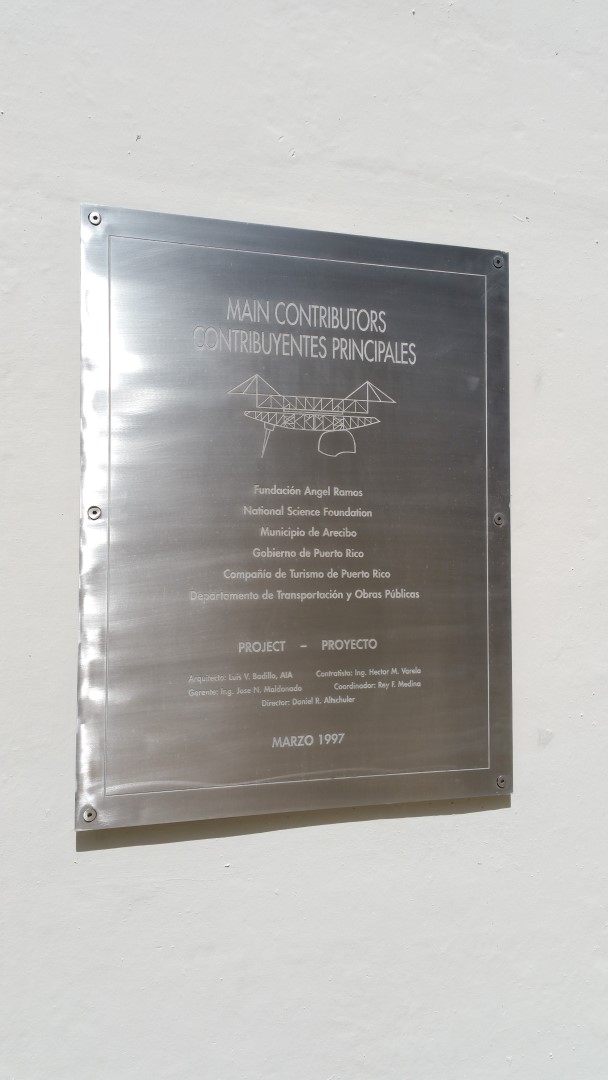 MAIN CONTRIBUTORS
CONTRIBUYENTES PRINCIPALES
Fundación Angel Ramos
National Science Foundation
Municipio de Arecibo
Gobierno de Puerto Rico
Compañía de Turismo de Puerto Rico
Departamento de Transportación y Obras Públicas
PROJECT – PROYECTO
Arquitecto: Luis V. Badillo, AIA Contratista: Ing. Hector M. Varela
Gerente: Ing. Jose N. Maldonado Coordinador: Rey F. Medina
Director: Daniel R. Altschuler
MARZO 1997